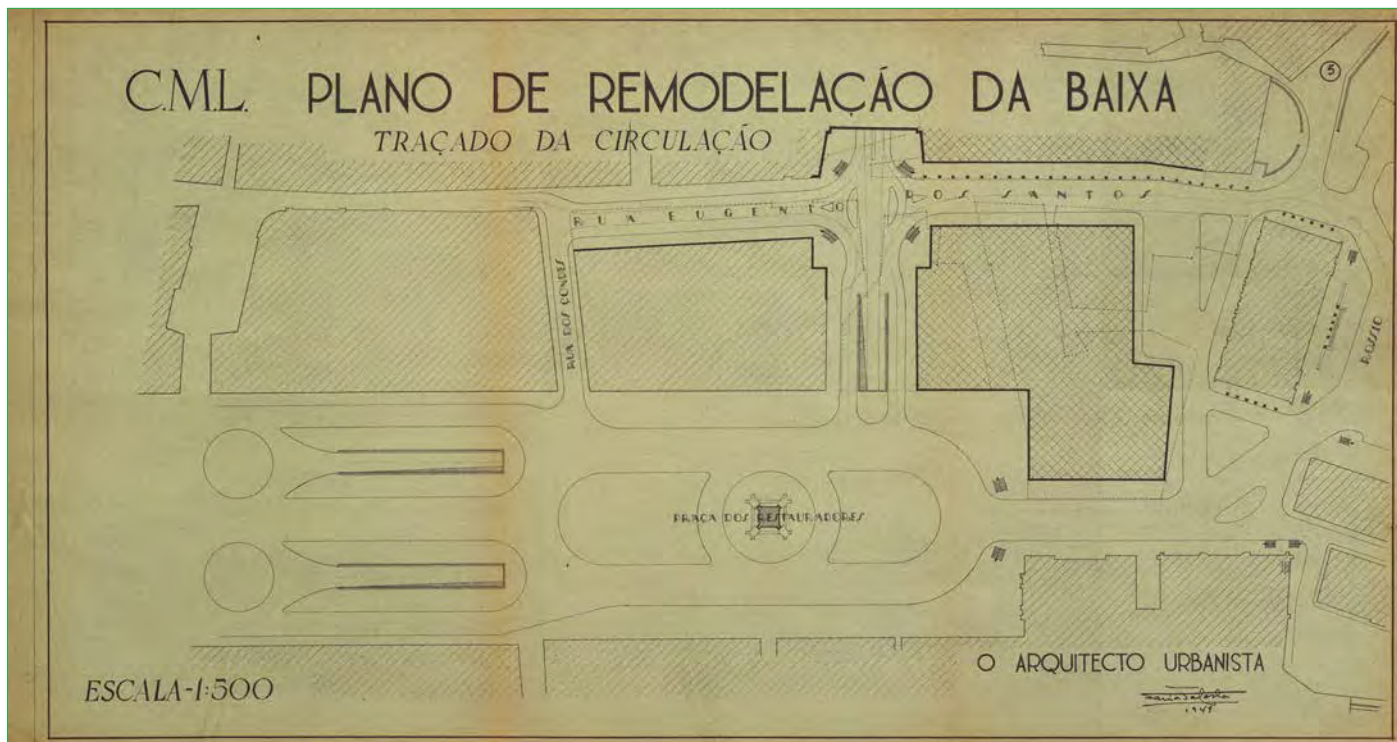 C.M.L. PLANO DE REMODELAÇÃO DA BAIXA
TRAÇADO DA CIRCULAÇÃO
5
RUA EUGENIO DOS SANTOS
RUA DOS CONDES
ROSSIO
PRAÇA DOS RESTAURADORES
O ARQUITECTO URBANISTA
ESCALA-1:500